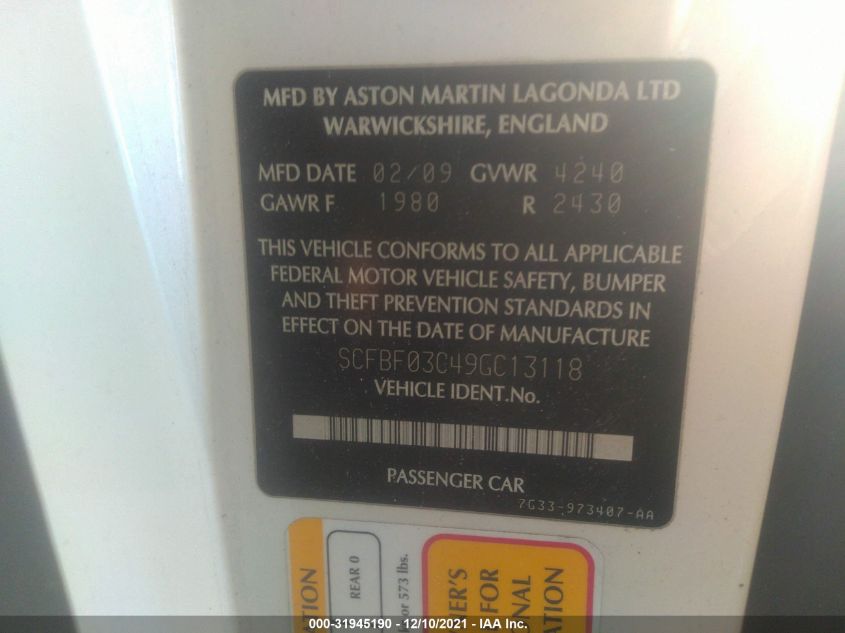 MFD BY ASTON MARTIN LAGONDA LTD
WARWICKSHIRE, ENGLAND
MFD DATE 02/09 GVWR 4240
GAWR F 1980 R 2430
THIS VEHICLE CONFORMS TO ALL APPLICABLE
FEDERAL MOTOR VEHICLE SAFETY, BUMPER
AND THEFT PREVENTION STANDARDS IN
EFFECT ON THE DATE OF MANUFACTURE
SCFBF03C49GC13118
VEHICLE IDENT.No.
PASSENGER CAR
7G33-973407-AA
REAR 0
or 573 lbs.
FOR
000-31945190 - 12/10/2021 - IAA Inc.